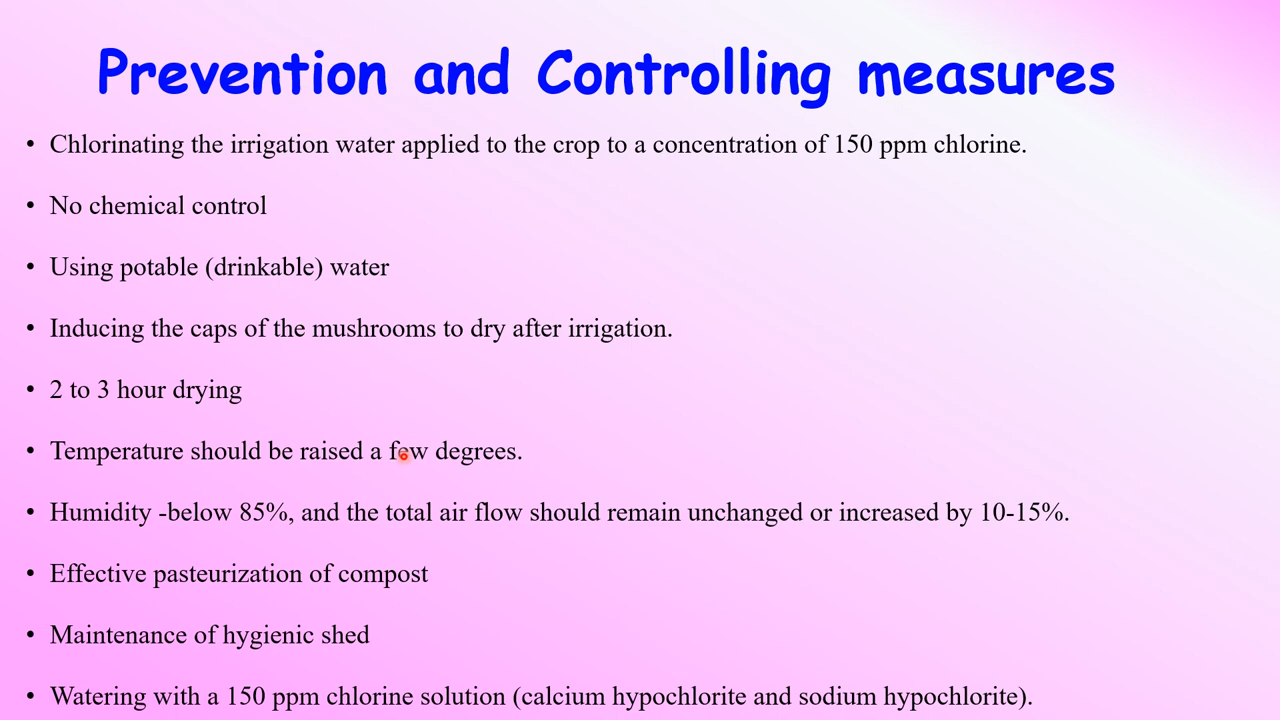 Prevention and Controlling measures
• Chlorinating the irrigation water applied to the crop to a concentration of 150 ppm chlorine.
• No chemical control
• Using potable (drinkable) water
• Inducing the caps of the mushrooms to dry after irrigation.
• 2 to 3 hour drying
• Temperature should be raised a few degrees.
• Humidity -below 85%, and the total air flow should remain unchanged or increased by 10-15%.
• Effective pasteurization of compost
• Maintenance of hygienic shed
• Watering with a 150 ppm chlorine solution (calcium hypochlorite and sodium hypochlorite).